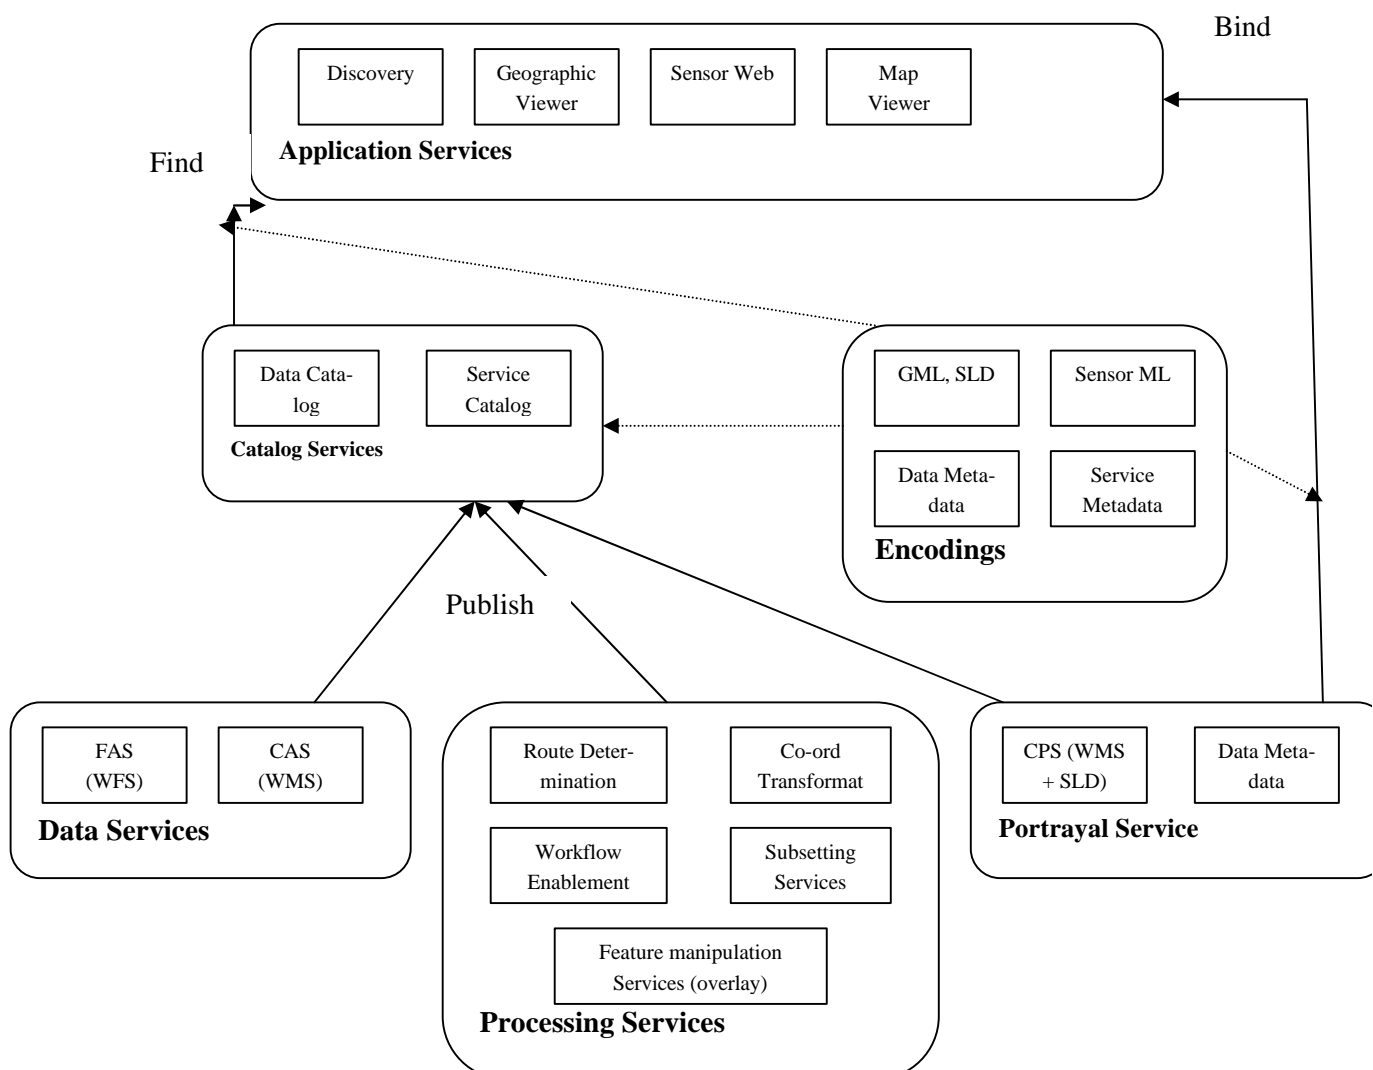 Bind
Discovery
Geographic
Viewer
Sensor Web
Map
Viewer
Application Services
Find
Data Cata-
log
Service
Catalog
Catalog Services
GML, SLD
Sensor ML
Data Meta-
data
Service
Metadata
Encodings
Publish
FAS
(WFS)
CAS
(WMS)
Data Services
Route Deter-
mination
Co-ord
Transformat
Workflow
Enablement
Subsetting
Services
Feature manipulation
Services (overlay)
Processing Services
CPS (WMS
+ SLD)
Data Meta-
data
Portrayal Service